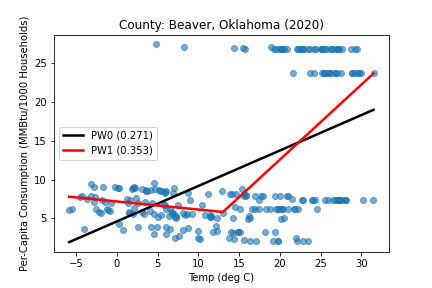 County: Beaver, Oklahoma (2020)
Per-Capita Consumption (MMBtu/1000 Households)
25
20
15
10
5
PW0 (0.271)
PW1 (0.353)
−5 0 5 10 15 20 25 30
Temp (deg C)